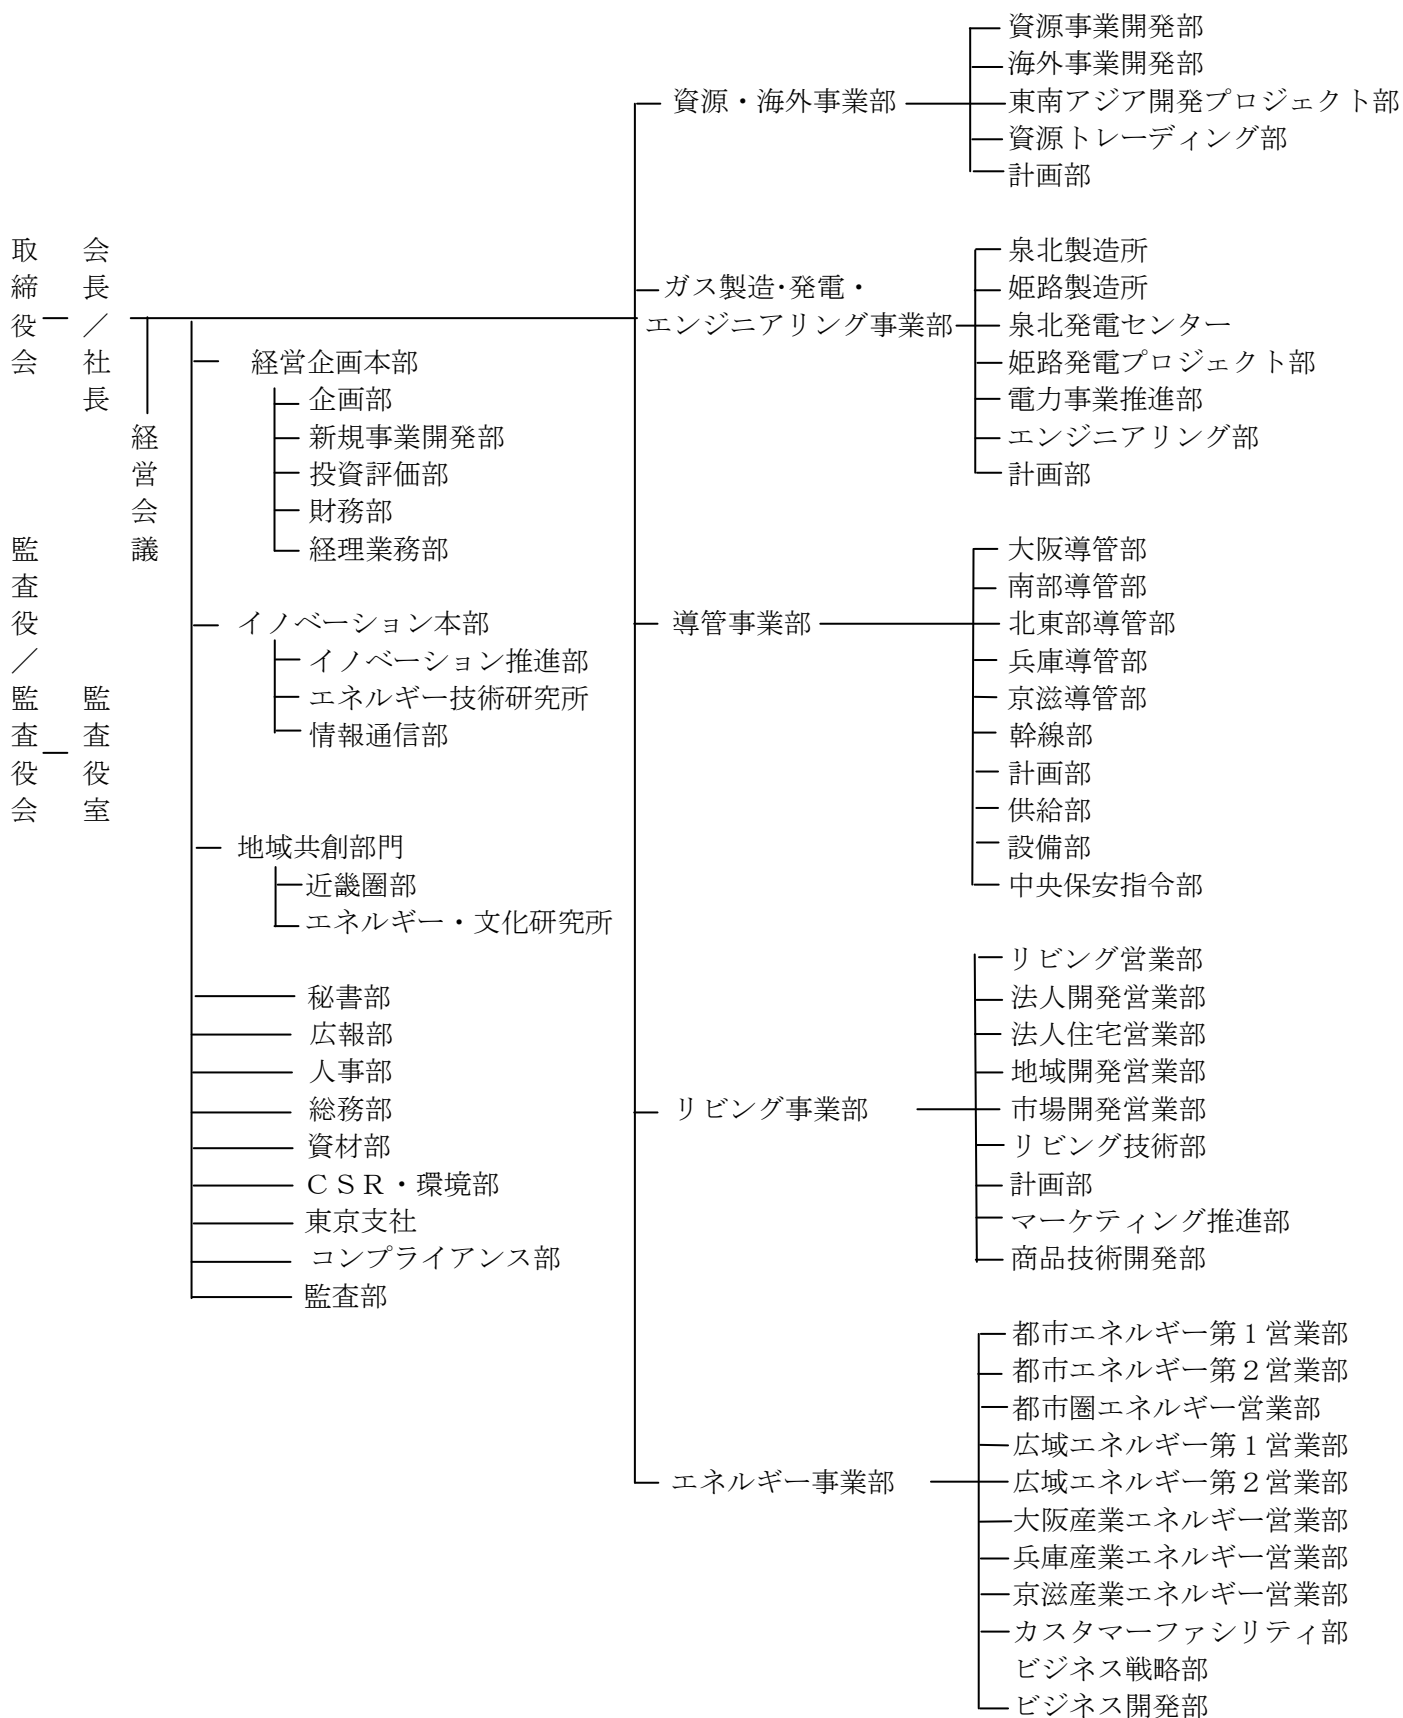 取締役会
会長／社長
経営会議
監査役／監査役会
監査役室
経営企画本部
企画部
新規事業開発部
投資評価部
財務部
経理業務部
イノベーション本部
イノベーション推進部
エネルギー技術研究所
情報通信部
地域共創部門
近畿圏部
エネルギー・文化研究所
秘書部
広報部
人事部
総務部
資材部
ＣＳＲ・環境部
東京支社
コンプライアンス部
監査部
資源・海外事業部
資源事業開発部
海外事業開発部
東南アジア開発プロジェクト部
資源トレーディング部
計画部
ガス製造・発電・
エンジニアリング事業部
泉北製造所
姫路製造所
泉北発電センター
姫路発電プロジェクト部
電力事業推進部
エンジニアリング部
計画部
導管事業部
大阪導管部
南部導管部
北東部導管部
兵庫導管部
京滋導管部
幹線部
計画部
供給部
設備部
中央保安指令部
リビング事業部
リビング営業部
法人開発営業部
法人住宅営業部
地域開発営業部
市場開発営業部
リビング技術部
計画部
マーケティング推進部
商品技術開発部
エネルギー事業部
都市エネルギー第１営業部
都市エネルギー第２営業部
都市圏エネルギー営業部
広域エネルギー第１営業部
広域エネルギー第２営業部
大阪産業エネルギー営業部
兵庫産業エネルギー営業部
京滋産業エネルギー営業部
カスタマーファシリティ部
ビジネス戦略部
ビジネス開発部